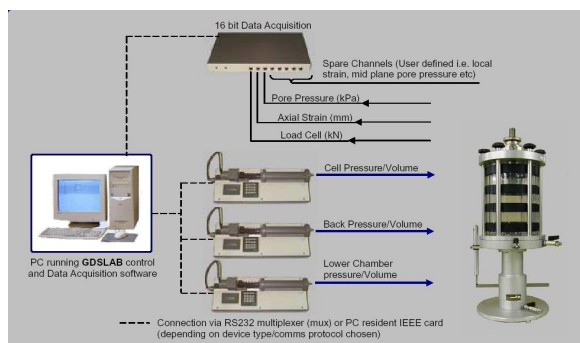 16 bit Data Acquisition
Spare Channels (User defined i.e. local
strain, mid plane pore pressure etc)
Pore Pressure (kPa)
Axial Strain (mm)
Load Cell (kN)
Cell Pressure/Volume
Back Pressure/Volume
Lower Chamber
pressure/Volume
PC running GDSLAB control
and Data Acquisition software
Connection via RS232 multiplexer (mux) or PC resident IEEE card
(depending on device type/comms protocol chosen)